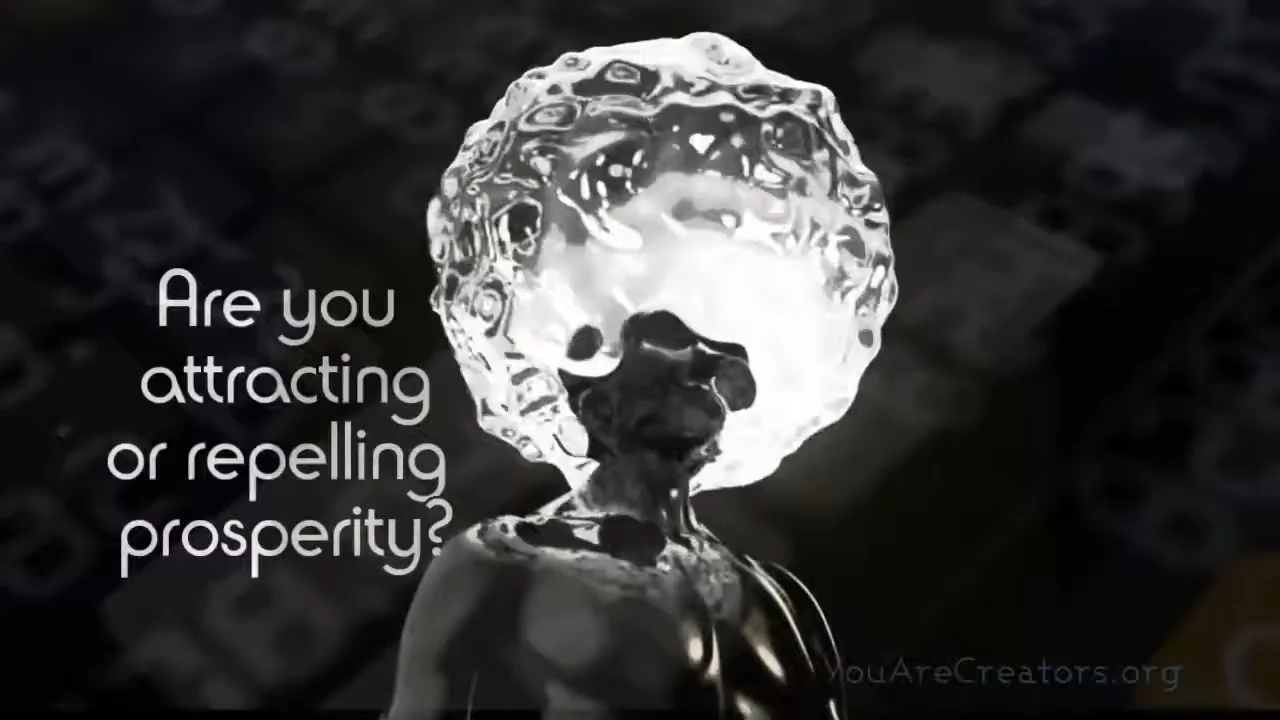 Are you
attracting
or repelling
prosperity?
YouAreCreators.org